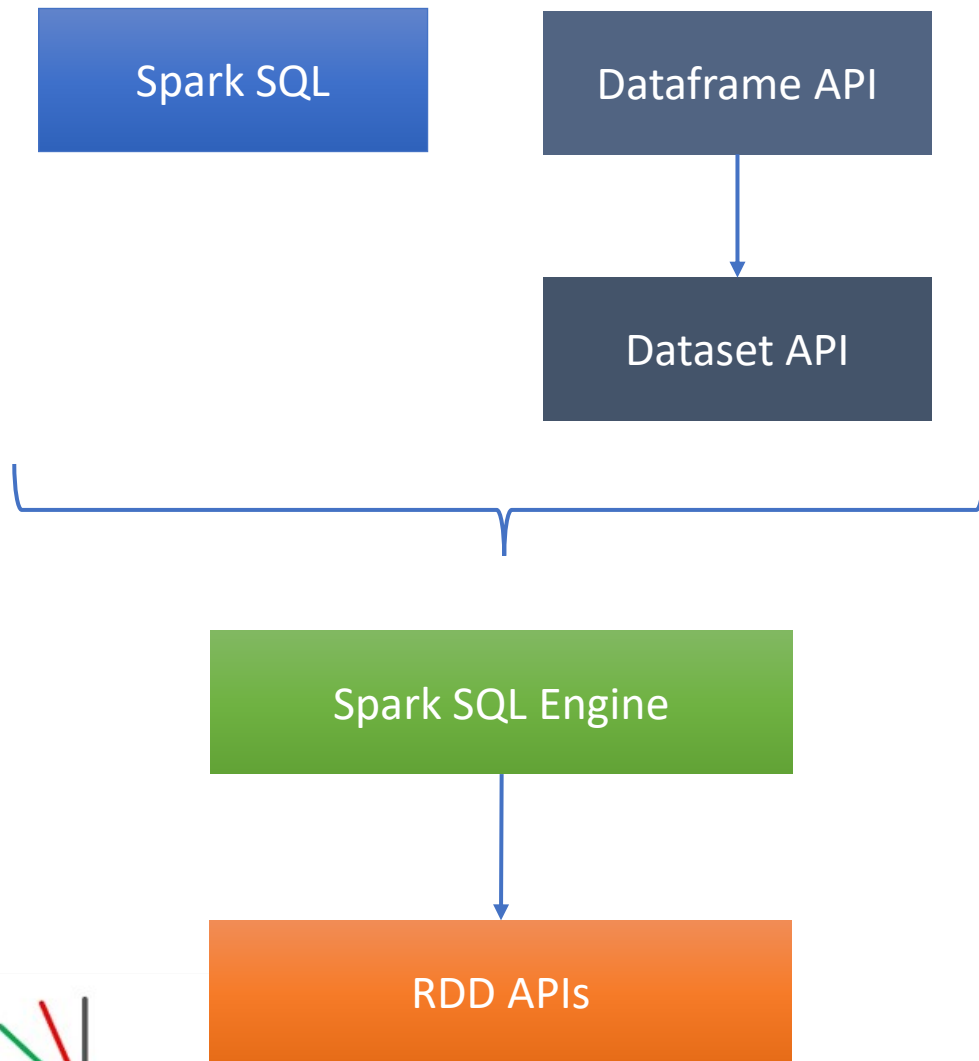 Spark SQL
Dataframe API
Dataset API
Spark SQL Engine
RDD APIs